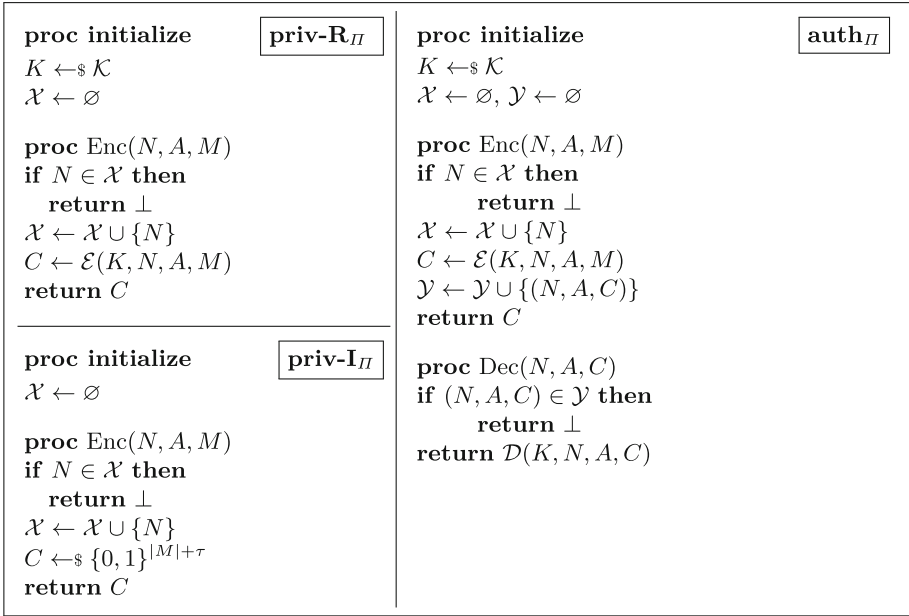 proc initialize
priv-R_Π
K ←$ 𝒦
𝒳 ← ∅
proc Enc(N, A, M)
if N ∈ 𝒳 then
return ⊥
𝒳 ← 𝒳 ∪ {N}
C ← ℰ(K, N, A, M)
return C
proc initialize
priv-I_Π
𝒳 ← ∅
proc Enc(N, A, M)
if N ∈ 𝒳 then
return ⊥
𝒳 ← 𝒳 ∪ {N}
C ←$ {0, 1}^{|M|+τ}
return C
proc initialize
auth_Π
K ←$ 𝒦
𝒳 ← ∅, 𝒴 ← ∅
proc Enc(N, A, M)
if N ∈ 𝒳 then
return ⊥
𝒳 ← 𝒳 ∪ {N}
C ← ℰ(K, N, A, M)
𝒴 ← 𝒴 ∪ {(N, A, C)}
return C
proc Dec(N, A, C)
if (N, A, C) ∈ 𝒴 then
return ⊥
return 𝒟(K, N, A, C)